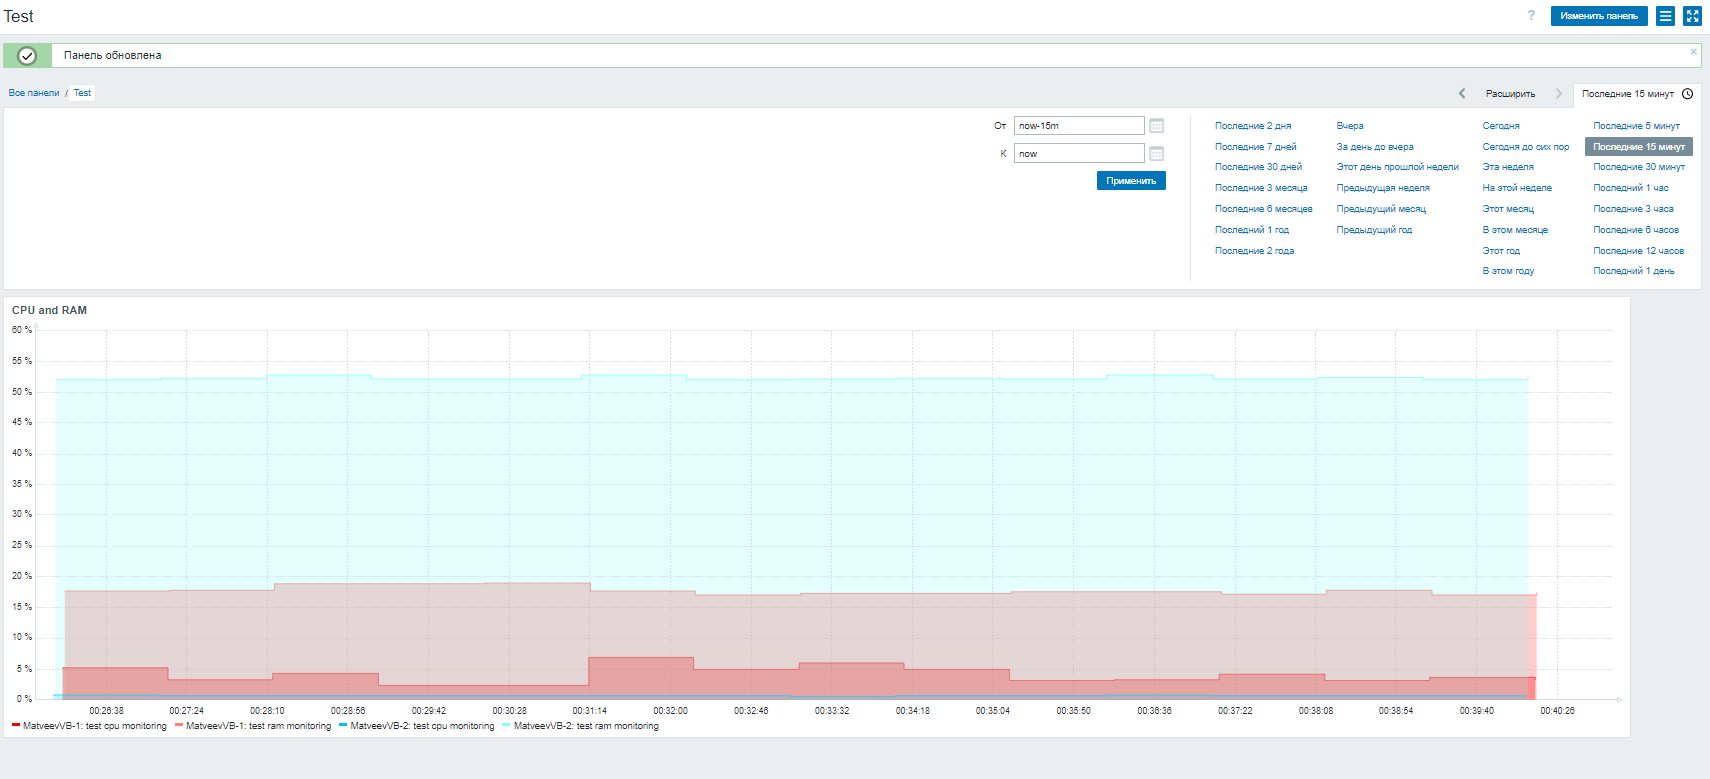 Test
? Изменить панель
Панель обновлена
Все панели / Test
Расширить Последние 15 минут
От now-15m
К now
Применить
Последние 2 дня Вчера Сегодня Последние 5 минут
Последние 7 дней За день до вчера Сегодня до сих пор Последние 15 минут
Последние 30 дней Этот день прошлой недели Эта неделя Последние 30 минут
Последние 3 месяца Предыдущая неделя На этой неделе Последний 1 час
Последние 6 месяцев Предыдущий месяц Этот месяц Последние 3 часа
Последний 1 год Предыдущий год В этом месяце Последние 6 часов
Последние 2 года Этот год Последние 12 часов
В этом году Последний 1 день
CPU and RAM
60 %
55 %
50 %
45 %
40 %
35 %
30 %
25 %
20 %
15 %
10 %
5 %
0 %
00:26:38 00:27:24 00:28:10 00:28:56 00:29:42 00:30:28 00:31:14 00:32:00 00:32:46 00:33:32 00:34:18 00:35:04 00:35:50 00:36:36 00:37:22 00:38:08 00:38:54 00:39:40 00:40:26
MatveevVB-1: test cpu monitoring MatveevVB-1: test ram monitoring MatveevVB-2: test cpu monitoring MatveevVB-2: test ram monitoring